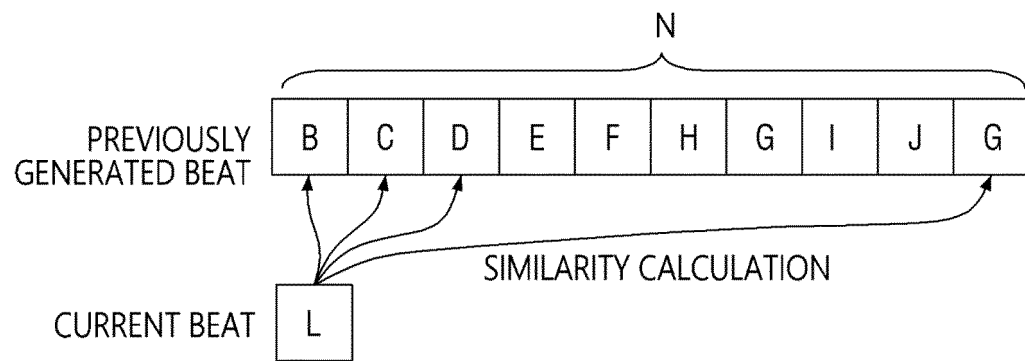 N
PREVIOUSLY
GENERATED BEAT
B C D E F H G I J G
SIMILARITY CALCULATION
CURRENT BEAT L